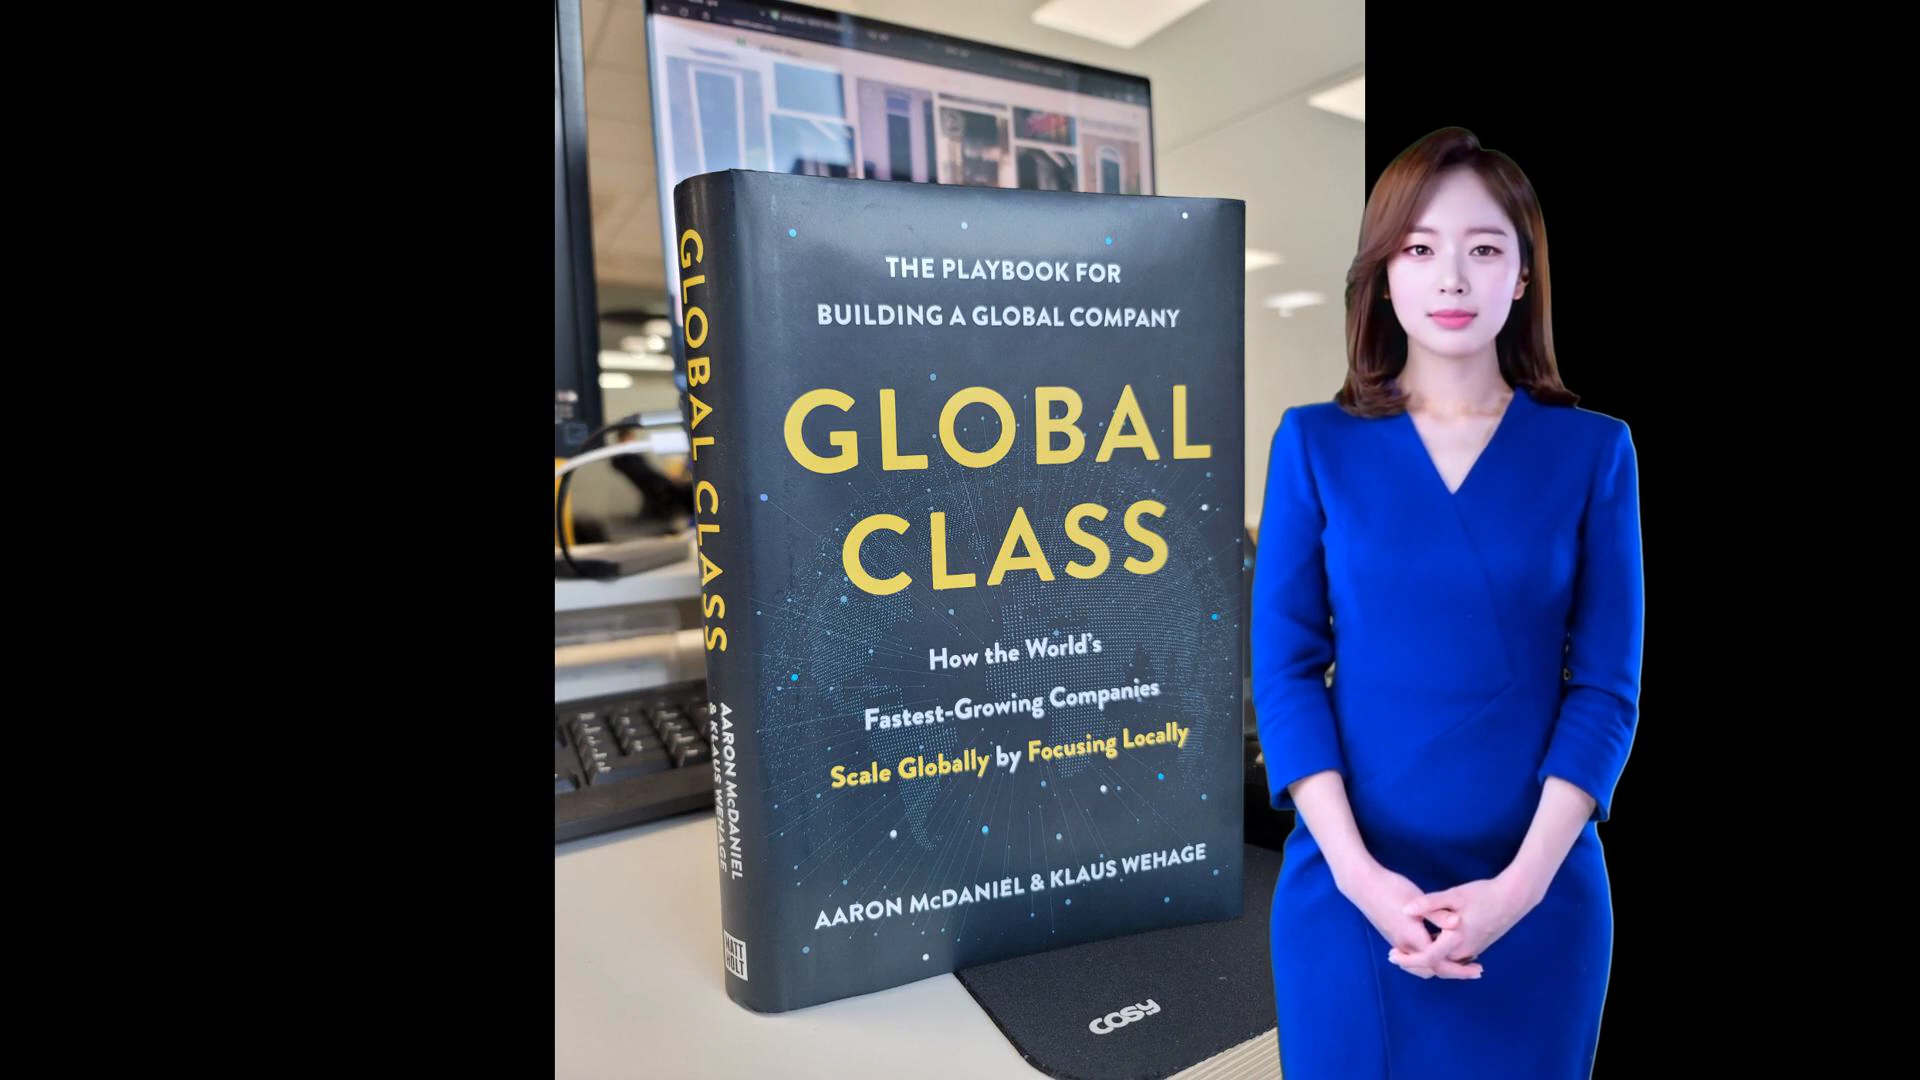 GLOBAL CLASS
AARON McDANIEL
& KLAUS WEHAGE
MATT
HOLT
THE PLAYBOOK FOR
BUILDING A GLOBAL COMPANY
GLOBAL
CLASS
How the World's
Fastest-Growing Companies
Scale Globally by Focusing Locally
AARON McDANIEL & KLAUS WEHAGE
cosy